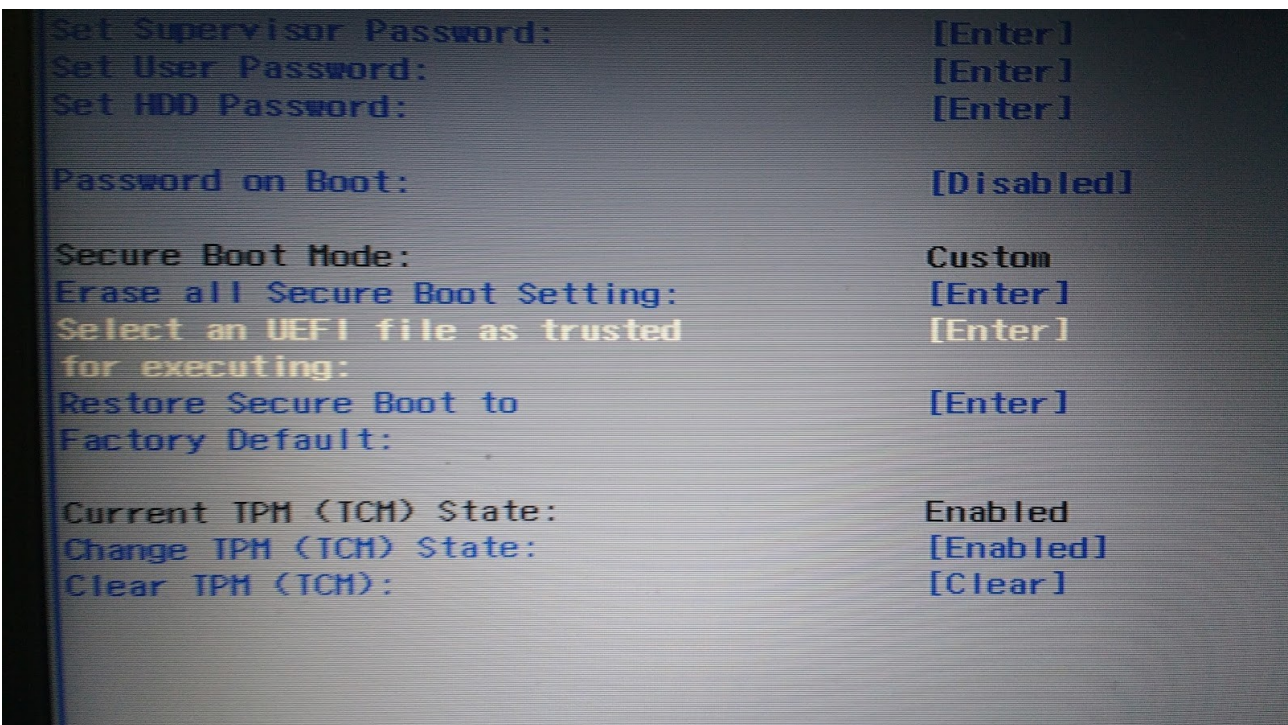 Set Supervisor Password: [Enter]
Set User Password: [Enter]
Set HDD Password: [Enter]
Password on Boot: [Disabled]
Secure Boot Mode: Custom
Erase all Secure Boot Setting: [Enter]
Select an UEFI file as trusted [Enter]
for executing:
Restore Secure Boot to [Enter]
Factory Default:
Current TPM (TCM) State: Enabled
Change TPM (TCM) State: [Enabled]
Clear TPM (TCM): [Clear]